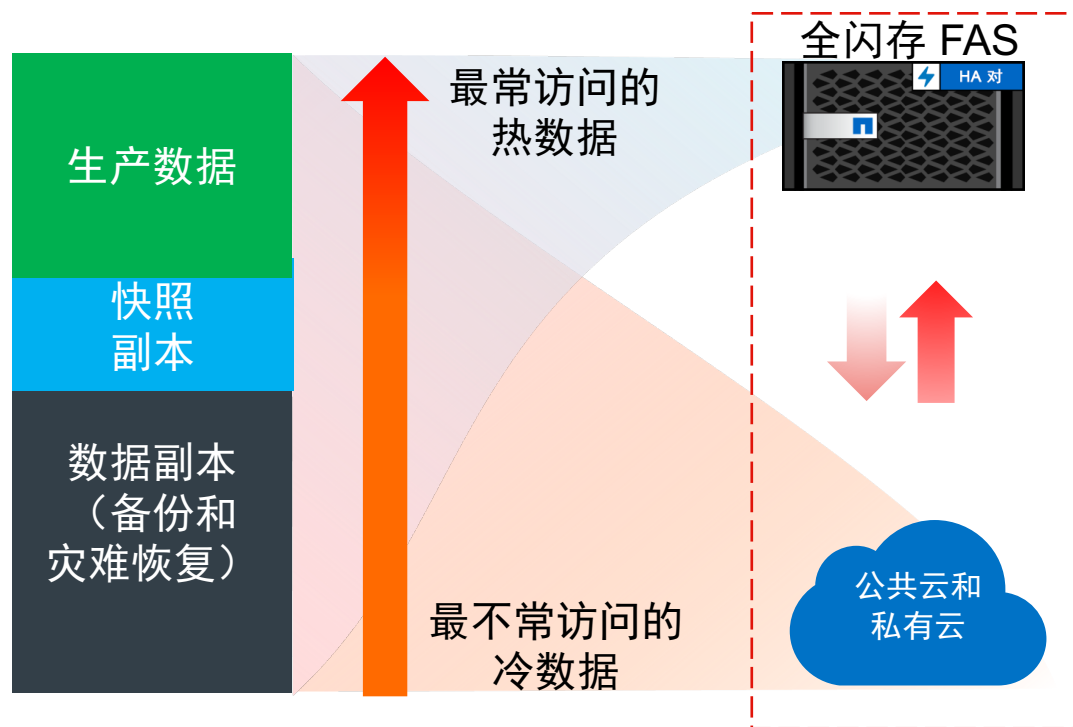 全闪存 FAS
HA 对
最常访问的
热数据
生产数据
快照
副本
数据副本
（备份和
灾难恢复）
最不常访问的
冷数据
公共云和
私有云